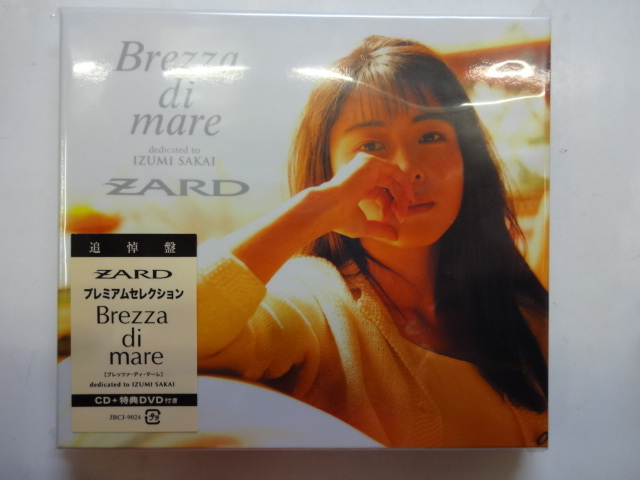 Brezza
di
mare
dedicated to
IZUMI SAKAI
ZARD
追悼盤
ZARD
プレミアムセレクション
Brezza
di
mare
[ブレッツァ・ディ・マーレ]
dedicated to IZUMI SAKAI
CD+特典DVD付き
JBCJ-9024